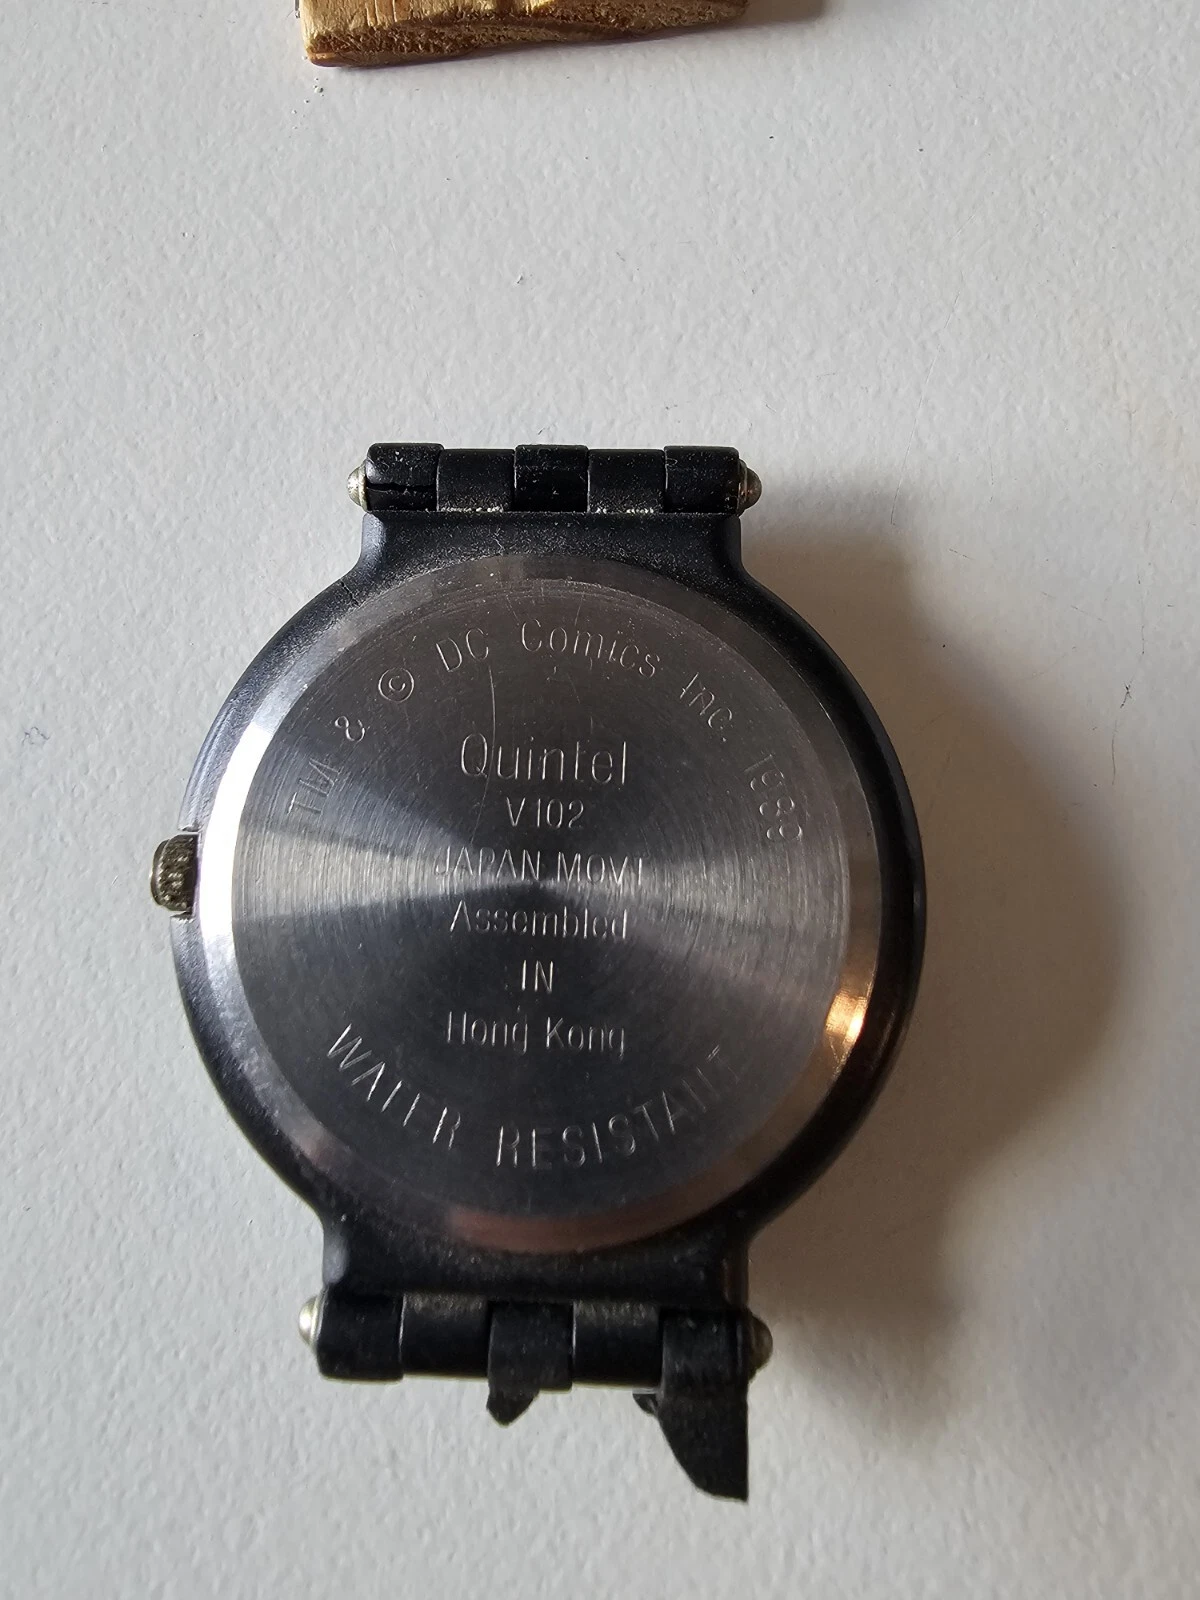 TM & © DC Comics Inc. 1989
Quintel
V102
JAPAN MOVT
Assembled
IN
Hong Kong
WATER RESISTANT